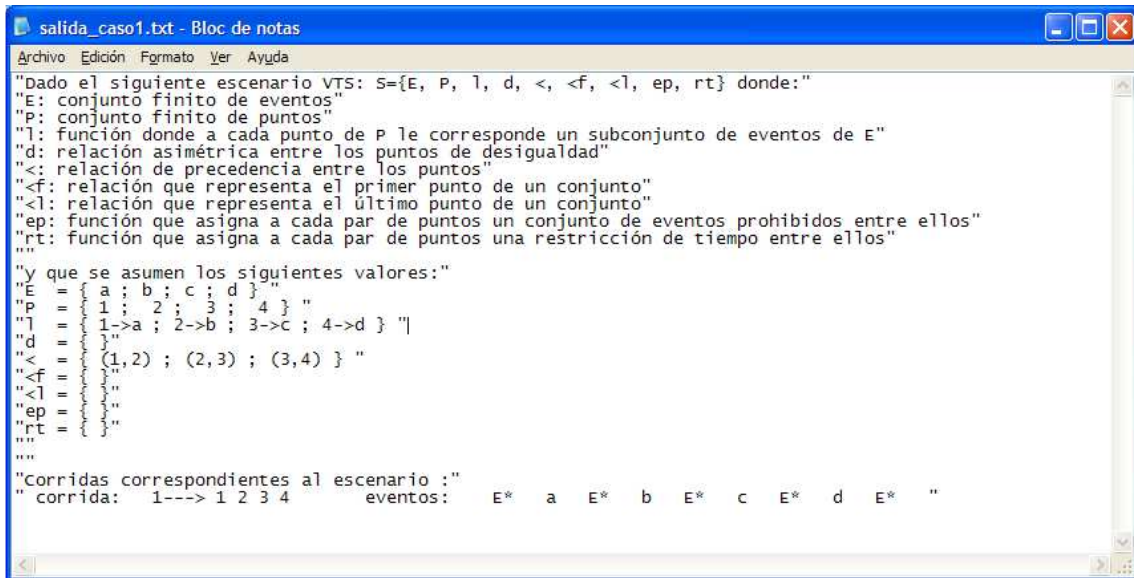 salida_caso1.txt - Bloc de notas
Archivo Edición Formato Ver Ayuda
"Dado el siguiente escenario VTS: S={E, P, l, d, <, <f, <l, ep, rt} donde:"
"E: conjunto finito de eventos"
"P: conjunto finito de puntos"
"l: función donde a cada punto de P le corresponde un subconjunto de eventos de E"
"d: relación asimétrica entre los puntos de desigualdad"
"<: relación de precedencia entre los puntos"
"<f: relación que representa el primer punto de un conjunto"
"<l: relación que representa el último punto de un conjunto"
"ep: función que asigna a cada par de puntos un conjunto de eventos prohibidos entre ellos"
"rt: función que asigna a cada par de puntos una restricción de tiempo entre ellos"
""
"y que se asumen los siguientes valores:"
"E  = { a ; b ; c ; d } "
"P  = { 1 ;  2 ;  3 ;  4 } "
"l  = { 1->a ; 2->b ; 3->c ; 4->d } "
"d  = { }"
"<  = { (1,2) ; (2,3) ; (3,4) } "
"<f = { }"
"<l = { }"
"ep = { }"
"rt = { }"
""
""
"Corridas correspondientes al escenario :"
" corrida:   1---> 1 2 3 4       eventos:    E*   a   E*   b   E*   c   E*   d   E*   "